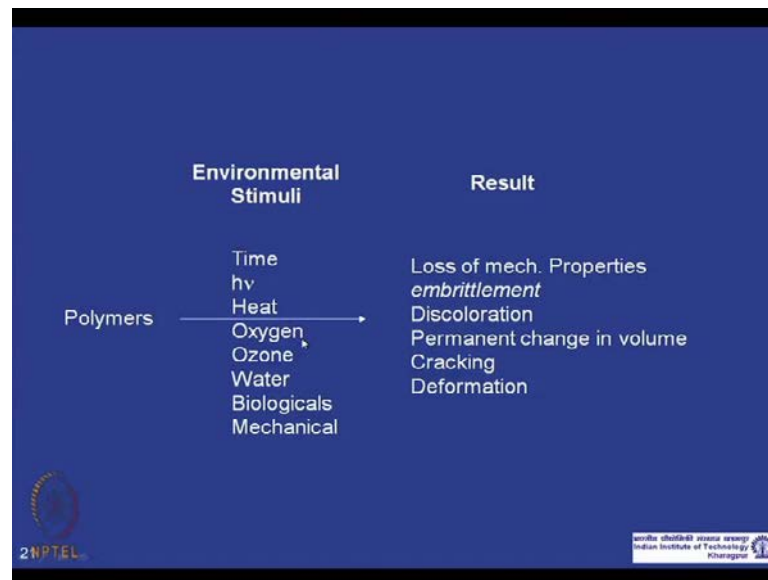 Environmental
Stimuli
Result
Polymers
Time
hν
Heat
Oxygen
Ozone
Water
Biologicals
Mechanical
Loss of mech. Properties
embrittlement
Discoloration
Permanent change in volume
Cracking
Deformation
21
NPTEL
Indian Institute of Technology
Kharagpur